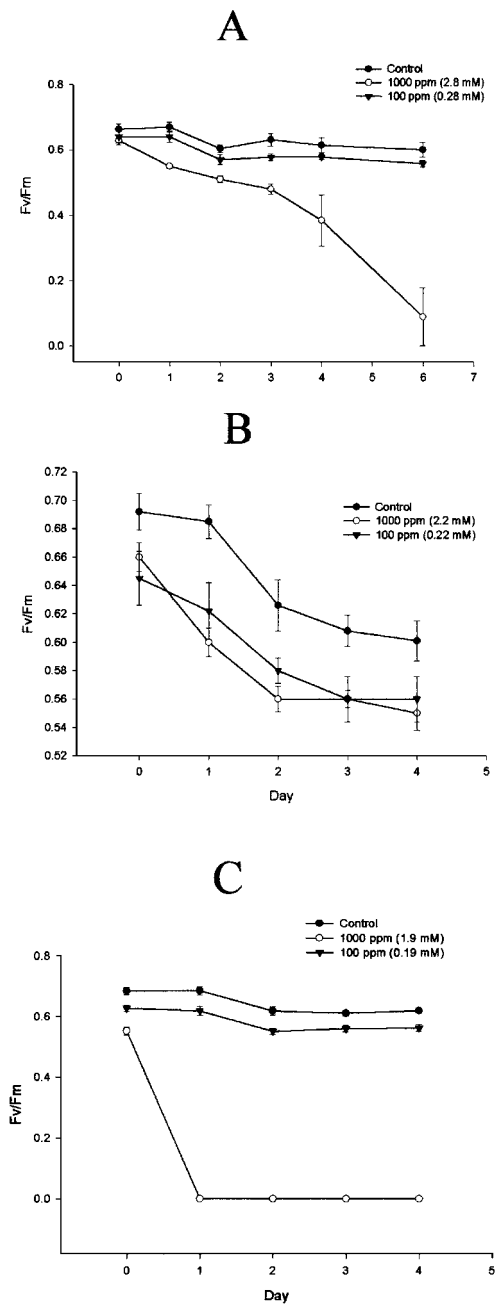 A
Control
1000 ppm (2.8 mM)
100 ppm (0.28 mM)
0.8
0.6
0.4
0.2
0.0
Fv/Fm
0 1 2 3 4 5 6 7
B
Control
1000 ppm (2.2 mM)
100 ppm (0.22 mM)
0.72
0.70
0.68
0.66
0.64
0.62
0.60
0.58
0.56
0.54
0.52
Fv/Fm
0 1 2 3 4 5
Day
C
Control
1000 ppm (1.9 mM)
100 ppm (0.19 mM)
0.8
0.6
0.4
0.2
0.0
Fv/Fm
0 1 2 3 4 5
Day